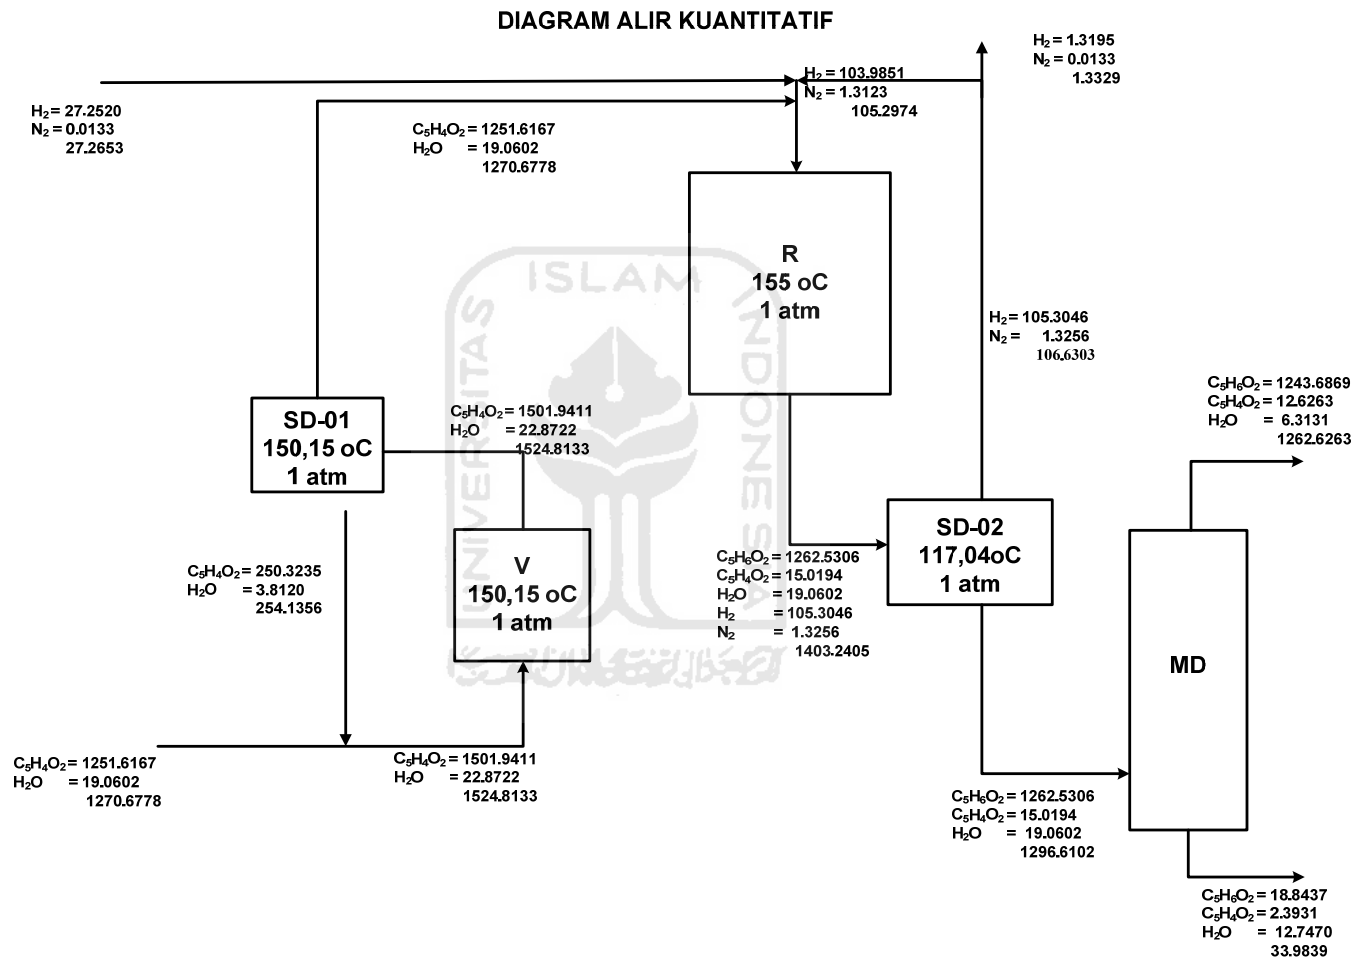 DIAGRAM ALIR KUANTITATIF
H₂ = 1.3195
N₂ = 0.0133
1.3329
H₂ = 103.9851
N₂ = 1.3123
105.2974
H₂ = 27.2520
N₂ = 0.0133
27.2653
C₅H₄O₂ = 1251.6167
H₂O = 19.0602
1270.6778
R
155 oC
1 atm
H₂ = 105.3046
N₂ = 1.3256
106.6303
C₅H₆O₂ = 1243.6869
C₅H₄O₂ = 12.6263
H₂O = 6.3131
1262.6263
SD-01
150,15 oC
1 atm
C₅H₄O₂ = 1501.9411
H₂O = 22.8722
1524.8133
SD-02
117,04oC
1 atm
V
150,15 oC
1 atm
C₅H₄O₂ = 250.3235
H₂O = 3.8120
254.1356
C₅H₆O₂ = 1262.5306
C₅H₄O₂ = 15.0194
H₂O = 19.0602
H₂ = 105.3046
N₂ = 1.3256
1403.2405
MD
C₅H₄O₂ = 1251.6167
H₂O = 19.0602
1270.6778
C₅H₄O₂ = 1501.9411
H₂O = 22.8722
1524.8133
C₅H₆O₂ = 1262.5306
C₅H₄O₂ = 15.0194
H₂O = 19.0602
1296.6102
C₅H₆O₂ = 18.8437
C₅H₄O₂ = 2.3931
H₂O = 12.7470
33.9839
UNIVERSITAS
ISLAM
INDONESIA